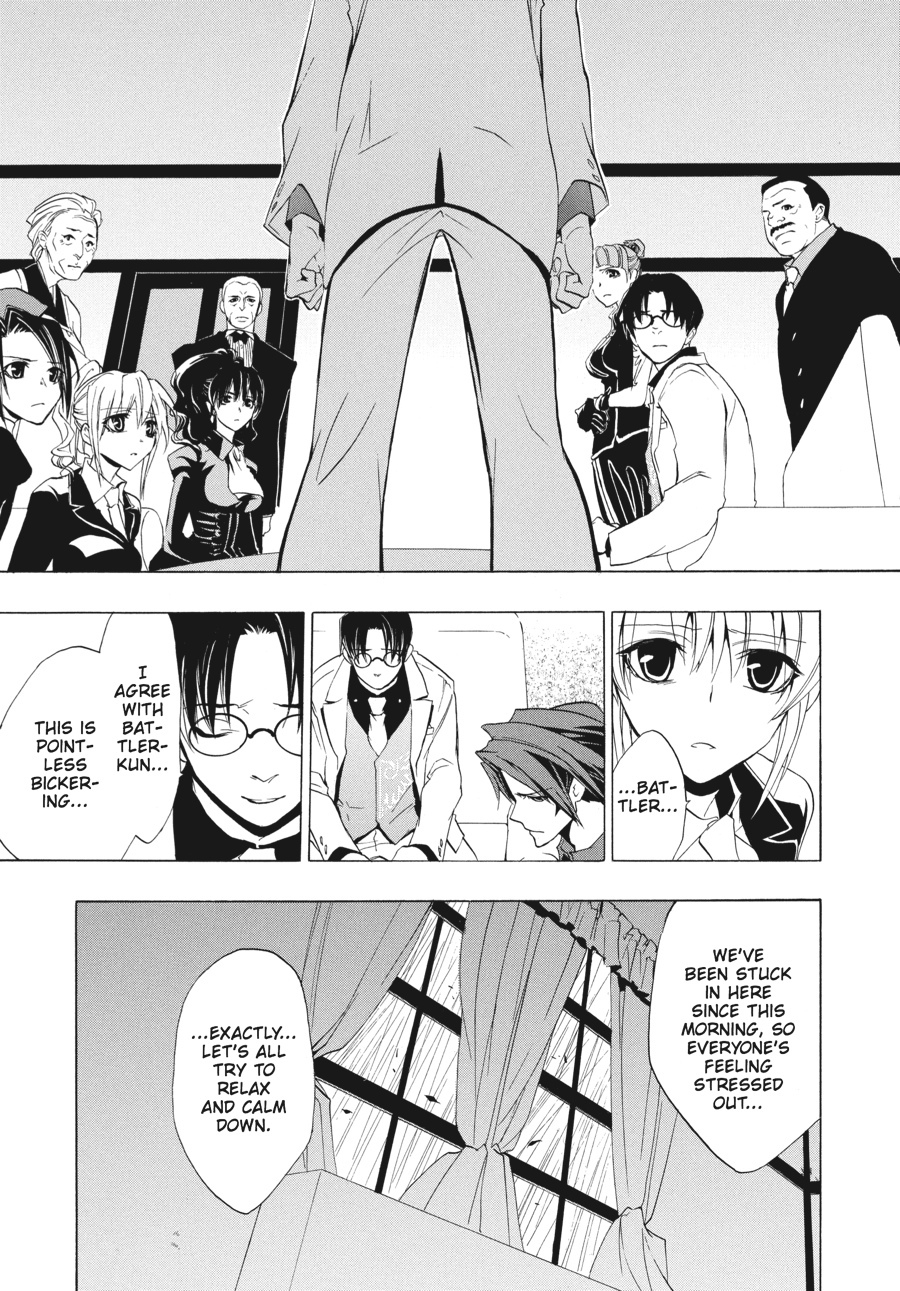 ...BAT-
TLER...
I
AGREE
WITH
BAT-
TLER-
KUN...
THIS IS
POINT-
LESS
BICKER-
ING...
WE'VE
BEEN STUCK
IN HERE
SINCE THIS
MORNING, SO
EVERYONE'S
FEELING
STRESSED
OUT...
...EXACTLY...
LET'S ALL
TRY TO
RELAX
AND CALM
DOWN.